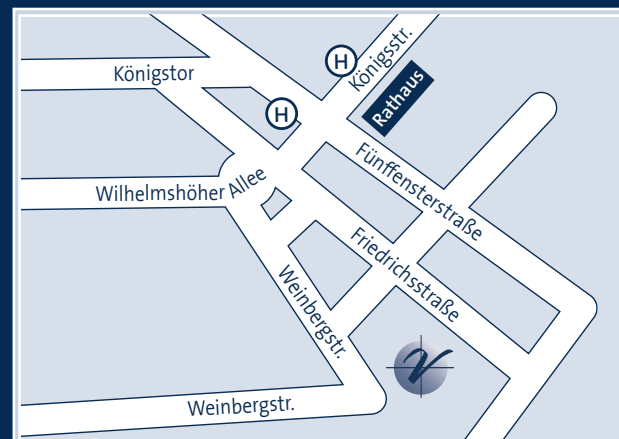 H
Königsstr.
Königstor
Rathaus
H
Fünffensterstraße
Wilhelmshöher Allee
Friedrichsstraße
Weinbergstr.
V
Weinbergstr.